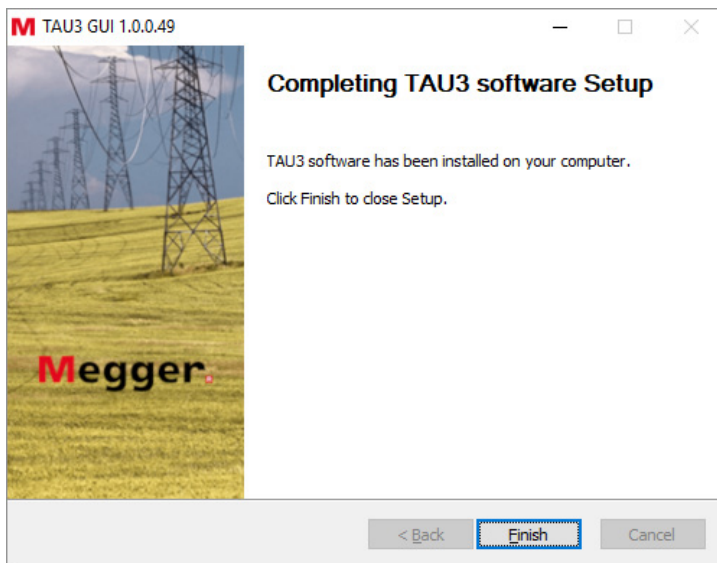 M TAU3 GUI 1.0.0.49
Completing TAU3 software Setup
TAU3 software has been installed on your computer.
Click Finish to close Setup.
Megger.
< Back
Finish
Cancel